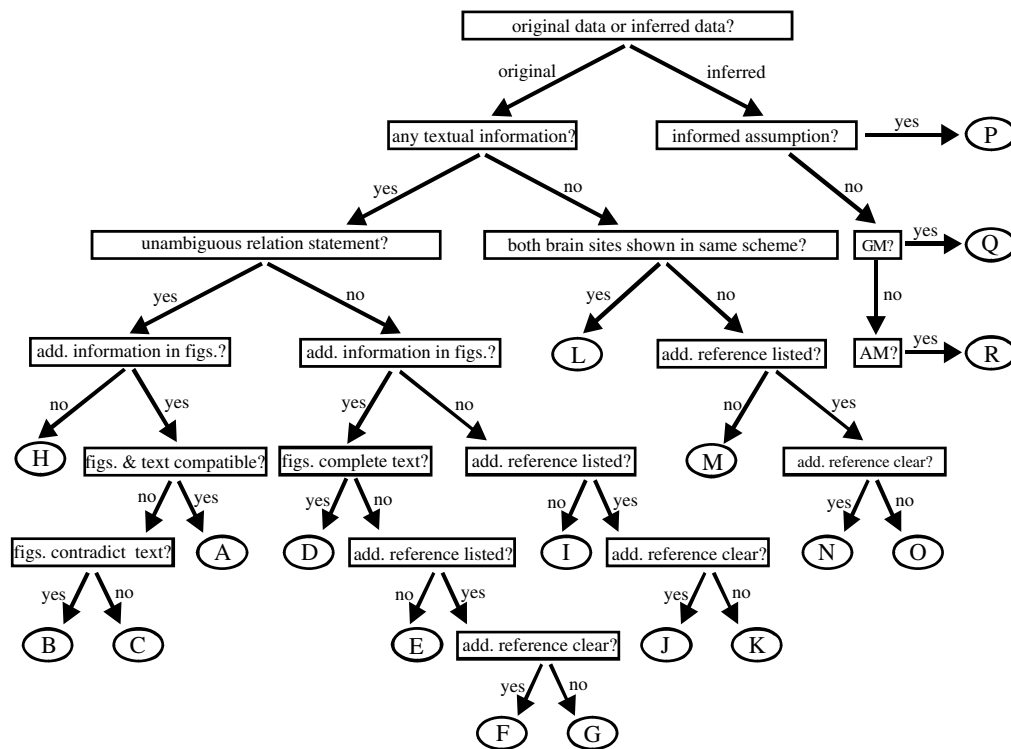 original data or inferred data?
original
inferred
any textual information?
informed assumption?
yes
P
yes
no
no
unambiguous relation statement?
both brain sites shown in same scheme?
GM?
yes
Q
yes
no
yes
no
no
add. information in figs.?
add. information in figs.?
L
add. reference listed?
AM?
yes
R
no
yes
yes
no
no
yes
H
figs. & text compatible?
figs. complete text?
add. reference listed?
M
add. reference clear?
no
yes
yes
no
no
yes
yes
no
figs. contradict text?
A
D
add. reference listed?
I
add. reference clear?
N
O
yes
no
no
yes
yes
no
B
C
E
add. reference clear?
J
K
yes
no
F
G